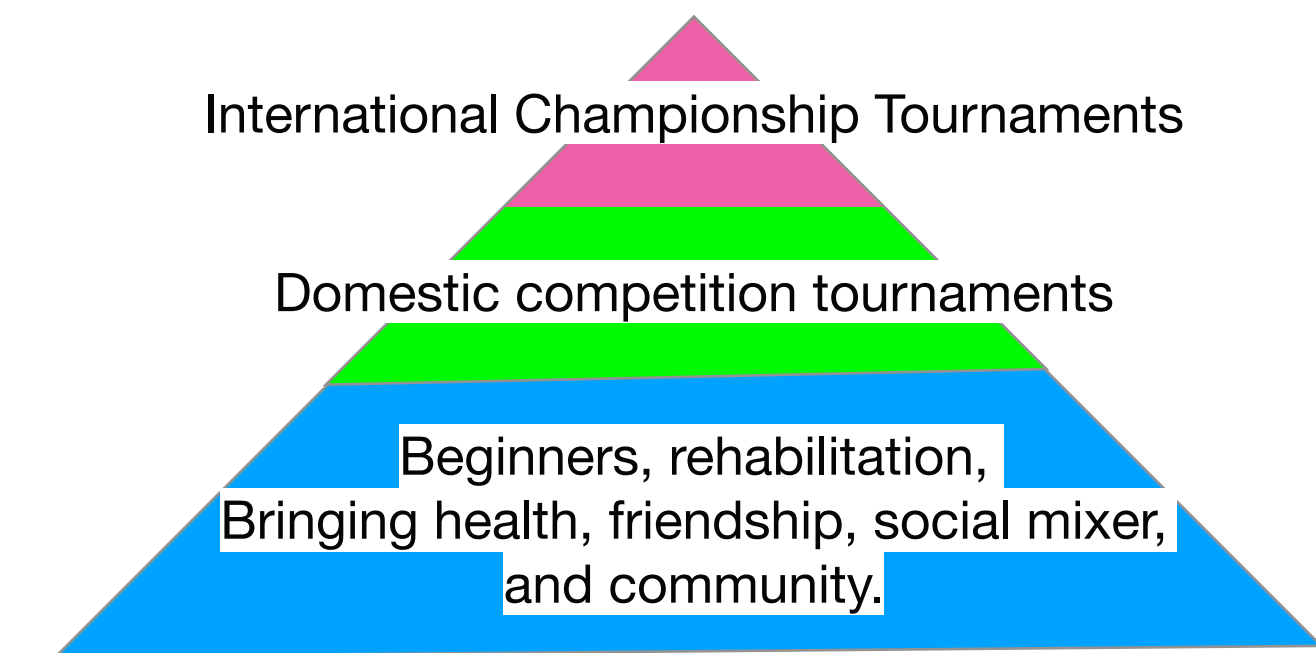 International Championship Tournaments
Domestic competition tournaments
Beginners, rehabilitation,
Bringing health, friendship, social mixer,
and community.